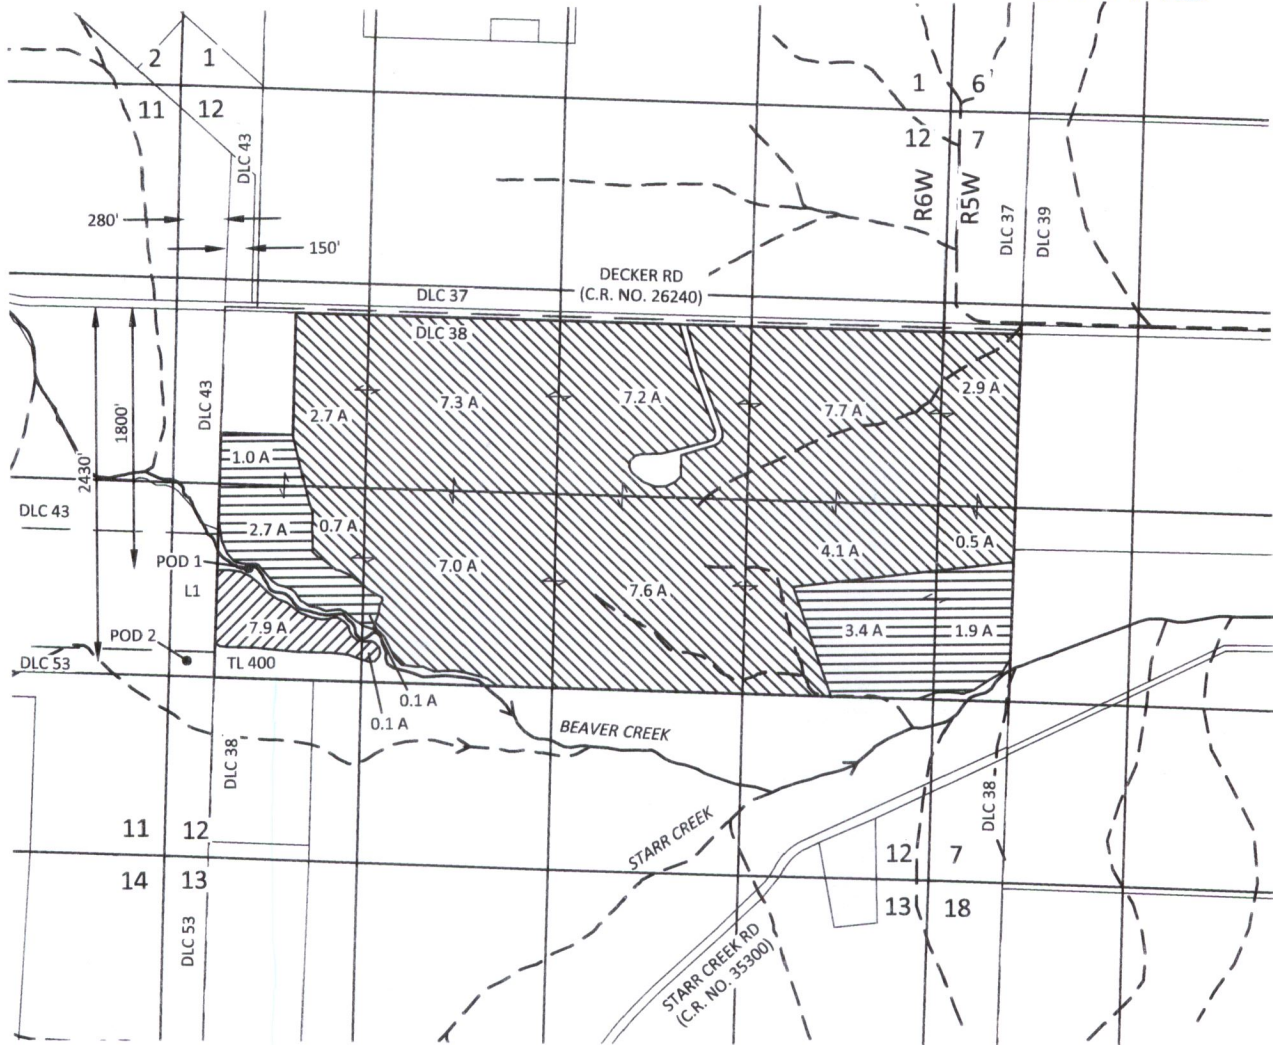 2
1
11
12
DLC 43
280'
150'
1
6
12
7
R6W
R5W
DLC 37
DLC 39
DECKER RD
(C.R. NO. 26240)
DLC 37
DLC 38
DLC 43
1800'
2430'
2.7 A
7.3 A
7.2 A
7.7 A
2.9 A
1.0 A
DLC 43
2.7 A
0.7 A
4.1 A
0.5 A
POD 1
7.0 A
7.6 A
L1
7.9 A
3.4 A
1.9 A
POD 2
DLC 53
TL 400
0.1 A
0.1 A
BEAVER CREEK
DLC 38
DLC 38
STARR CREEK
11
12
14
13
12
7
13
18
DLC 53
STARR CREEK RD
(C.R. NO. 35300)